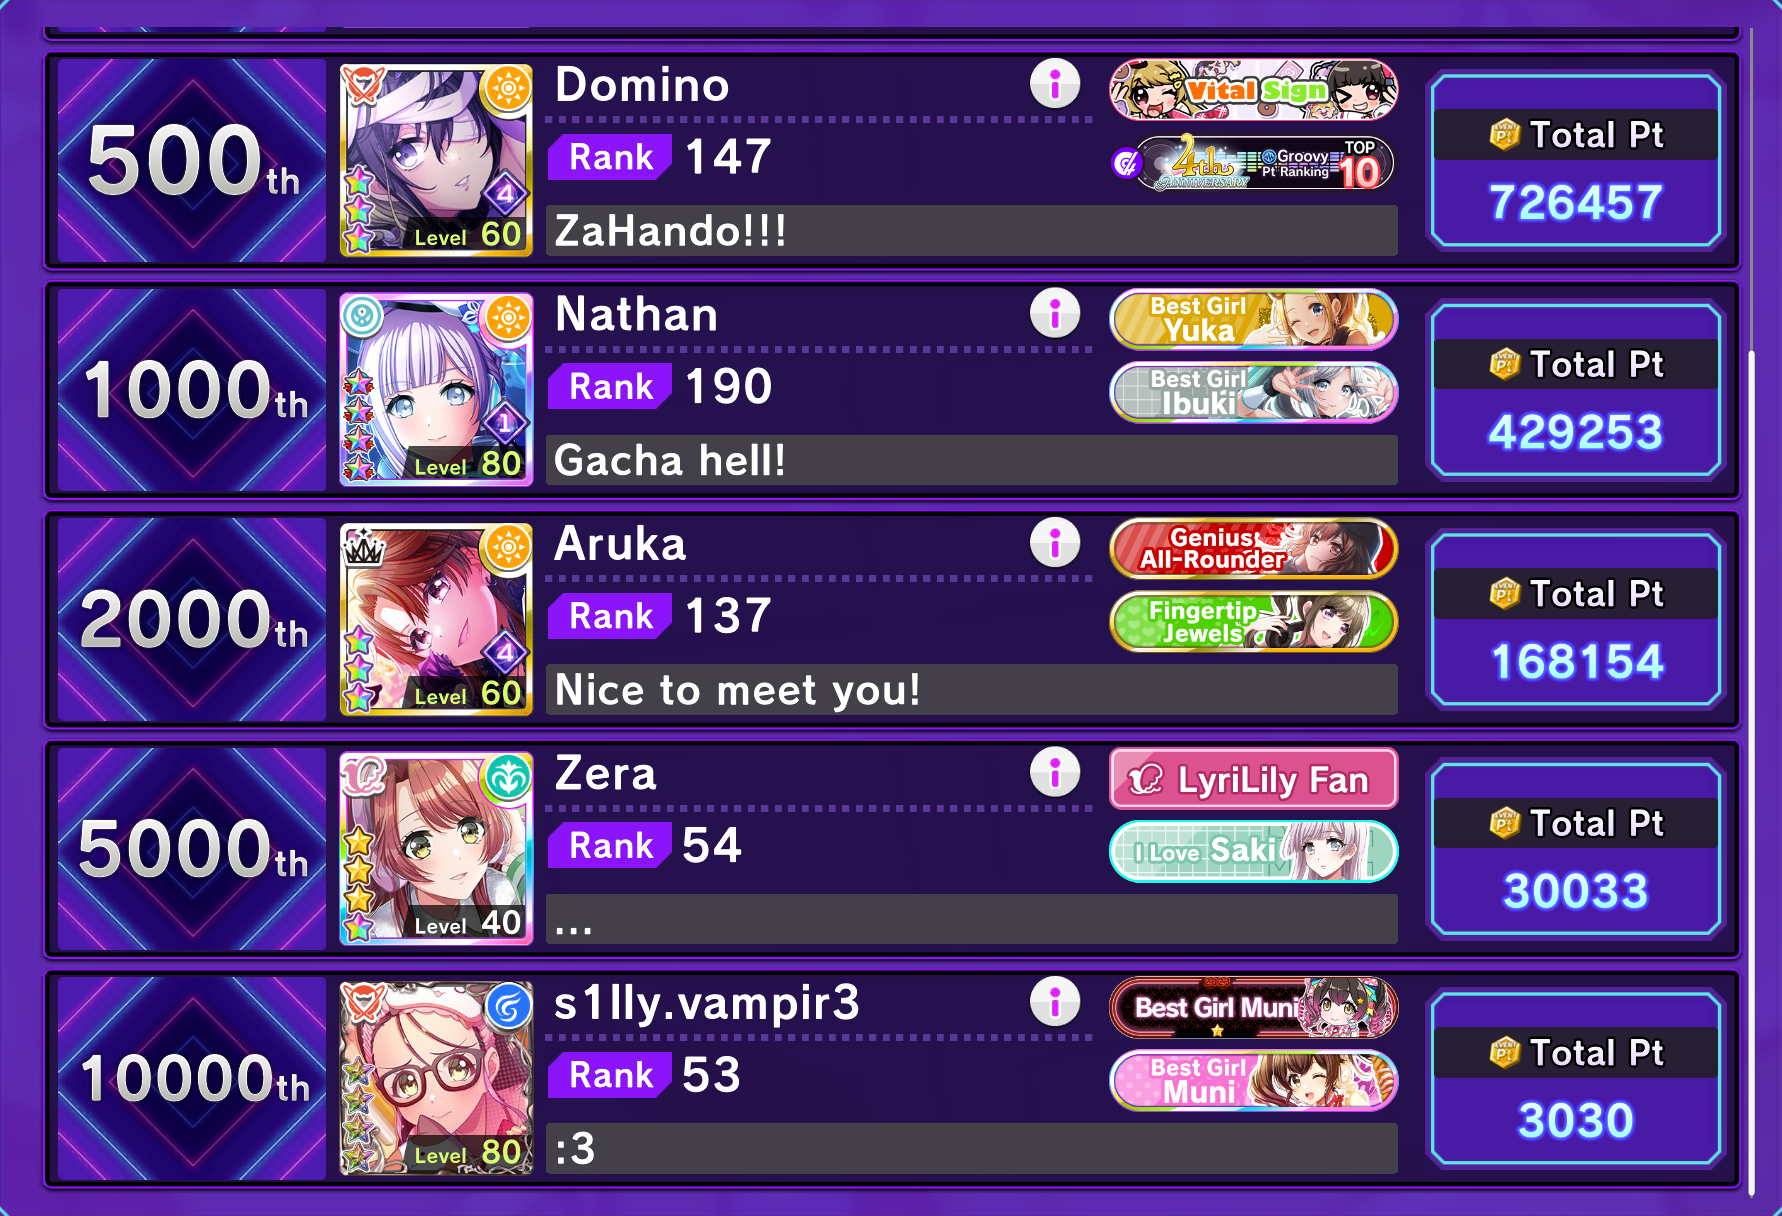 500th
Domino
Rank 147
ZaHando!!!
Level 60
4
Vital Sign
4th ANNIVERSARY Groovy Pt Ranking TOP 10
Total Pt
726457
1000th
Nathan
Rank 190
Gacha hell!
Level 80
1
Best Girl
Yuka
Best Girl
Ibuki
Total Pt
429253
2000th
Aruka
Rank 137
Nice to meet you!
Level 60
4
Genius
All-Rounder
Fingertip
Jewels
Total Pt
168154
5000th
Zera
Rank 54
...
Level 40
LyriLily Fan
I Love Saki
Total Pt
30033
10000th
s1lly.vampir3
Rank 53
:3
Level 80
Best Girl Muni
Best Girl
Muni
Total Pt
3030